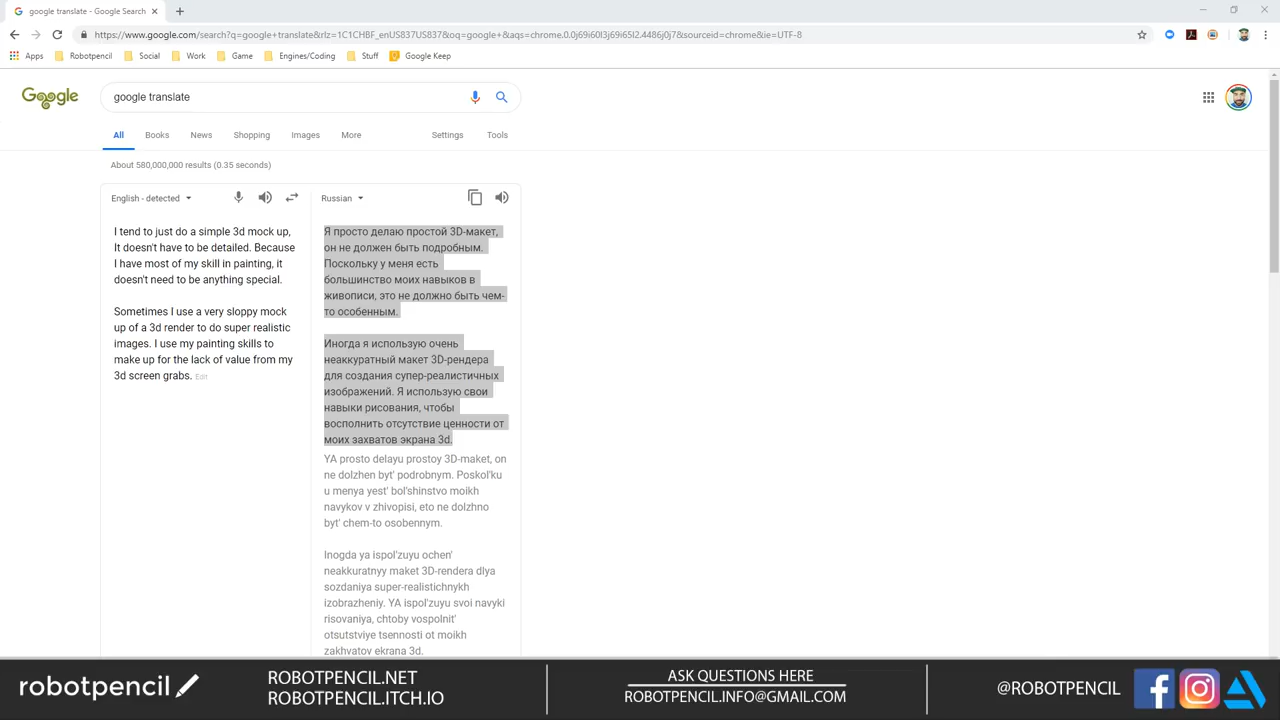 google translate - Google Search
https://www.google.com/search?q=google+translate&rlz=1C1CHBF_enUS837US837&oq=google+&aqs=chrome.0.0j69i60l3j69i65l2.4486j0j7&sourceid=chrome&ie=UTF-8
Apps Robotpencil Social Work Game Engines/Coding Stuff Google Keep
Google google translate
All Books News Shopping Images More Settings Tools
About 580,000,000 results (0.35 seconds)
English - detected
I tend to just do a simple 3d mock up,
It doesn't have to be detailed. Because
I have most of my skill in painting, it
doesn't need to be anything special.
Sometimes I use a very sloppy mock
up of a 3d render to do super realistic
images. I use my painting skills to
make up for the lack of value from my
3d screen grabs. Edit
Russian
Я просто делаю простой 3D-макет,
он не должен быть подробным.
Поскольку у меня есть
большинство моих навыков в
живописи, это не должно быть чем-
то особенным.
Иногда я использую очень
неаккуратный макет 3D-рендера
для создания супер-реалистичных
изображений. Я использую свои
навыки рисования, чтобы
восполнить отсутствие ценности от
моих захватов экрана 3d.
YA prosto delayu prostoy 3D-maket, on
ne dolzhen byt' podrobnym. Poskol'ku
u menya yest' bol'shinstvo moikh
navykov v zhivopisi, eto ne dolzhno
byt' chem-to osobennym.
Inogda ya ispol'zuyu ochen'
neakkuratnyy maket 3D-rendera dlya
sozdaniya super-realistichnykh
izobrazheniy. YA ispol'zuyu svoi navyki
risovaniya, chtoby vospolnit'
otsutstviye tsennosti ot moikh
zakhvatov ekrana 3d.
robotpencil
ROBOTPENCIL.NET
ROBOTPENCIL.ITCH.IO
ASK QUESTIONS HERE
ROBOTPENCIL.INFO@GMAIL.COM
@ROBOTPENCIL